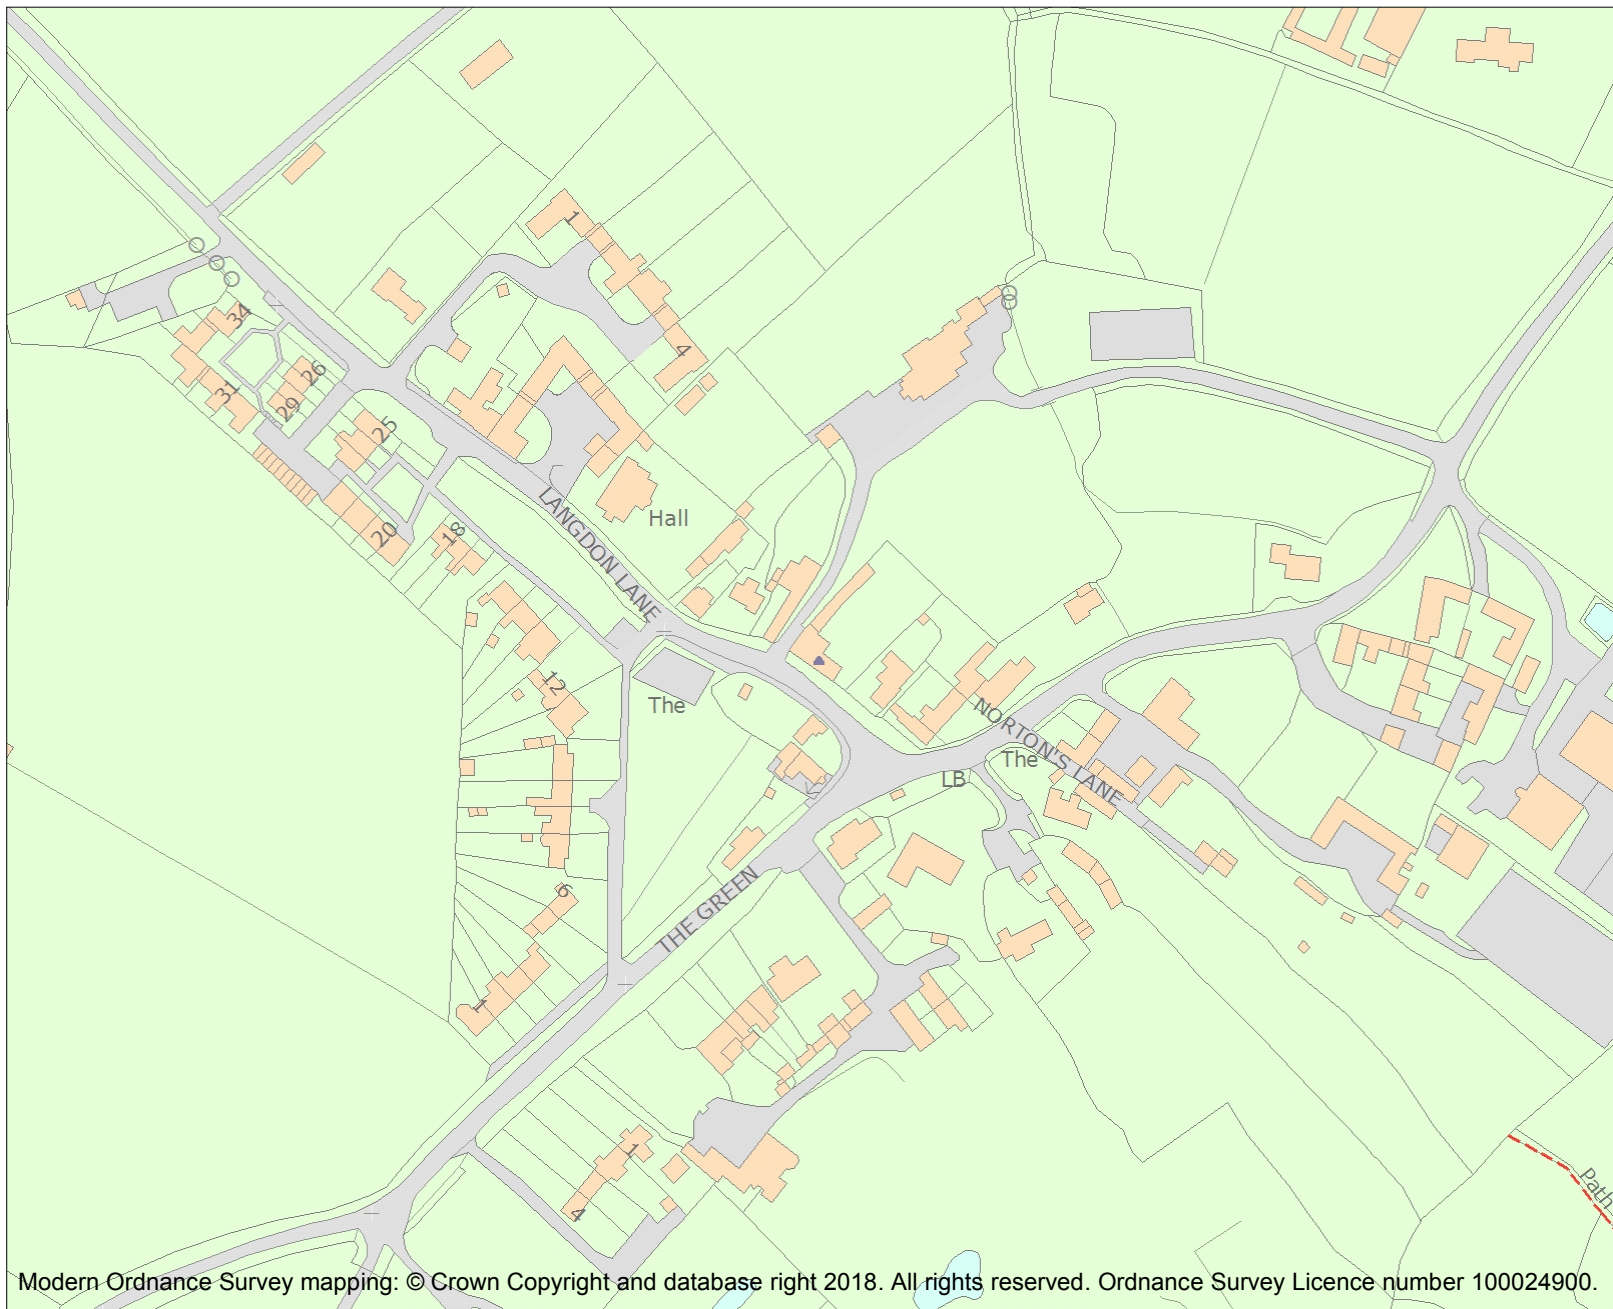 1
34
4
26
31
29
25
LANGDON LANE
Hall
20
18
12
The
NORTON'S LANE
The
LB
6
THE GREEN
1
1
4
Path
Modern Ordnance Survey mapping: © Crown Copyright and database right 2018. All rights reserved. Ordnance Survey Licence number 100024900.